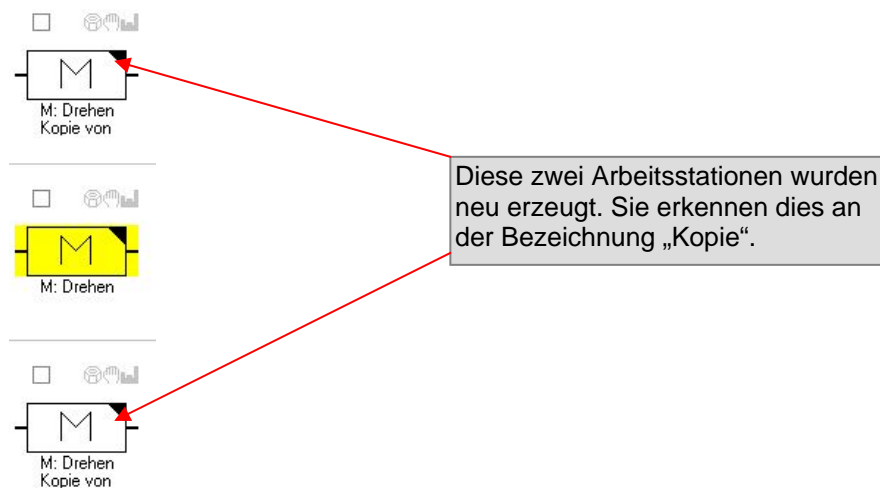 M
M: Drehen
Kopie von
Diese zwei Arbeitsstationen wurden
neu erzeugt. Sie erkennen dies an
der Bezeichnung „Kopie“.
M
M: Drehen
M
M: Drehen
Kopie von